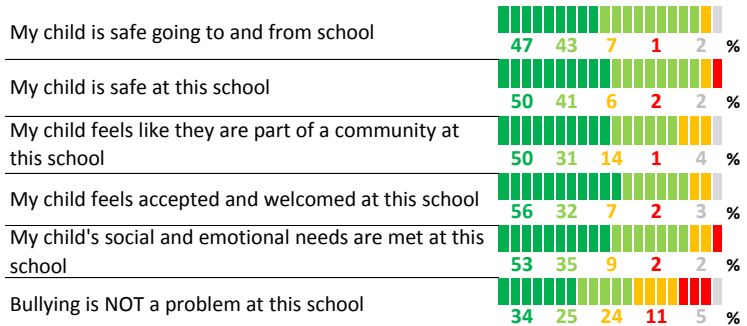 My child is safe going to and from school
47 43 7 1 2 %
My child is safe at this school
50 41 6 2 2 %
My child feels like they are part of a community at
this school
50 31 14 1 4 %
My child feels accepted and welcomed at this school
56 32 7 2 3 %
My child's social and emotional needs are met at this
school
53 35 9 2 2 %
Bullying is NOT a problem at this school
34 25 24 11 5 %